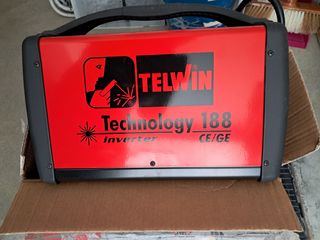 TELWIN
Technology 188
inverter CE/GE